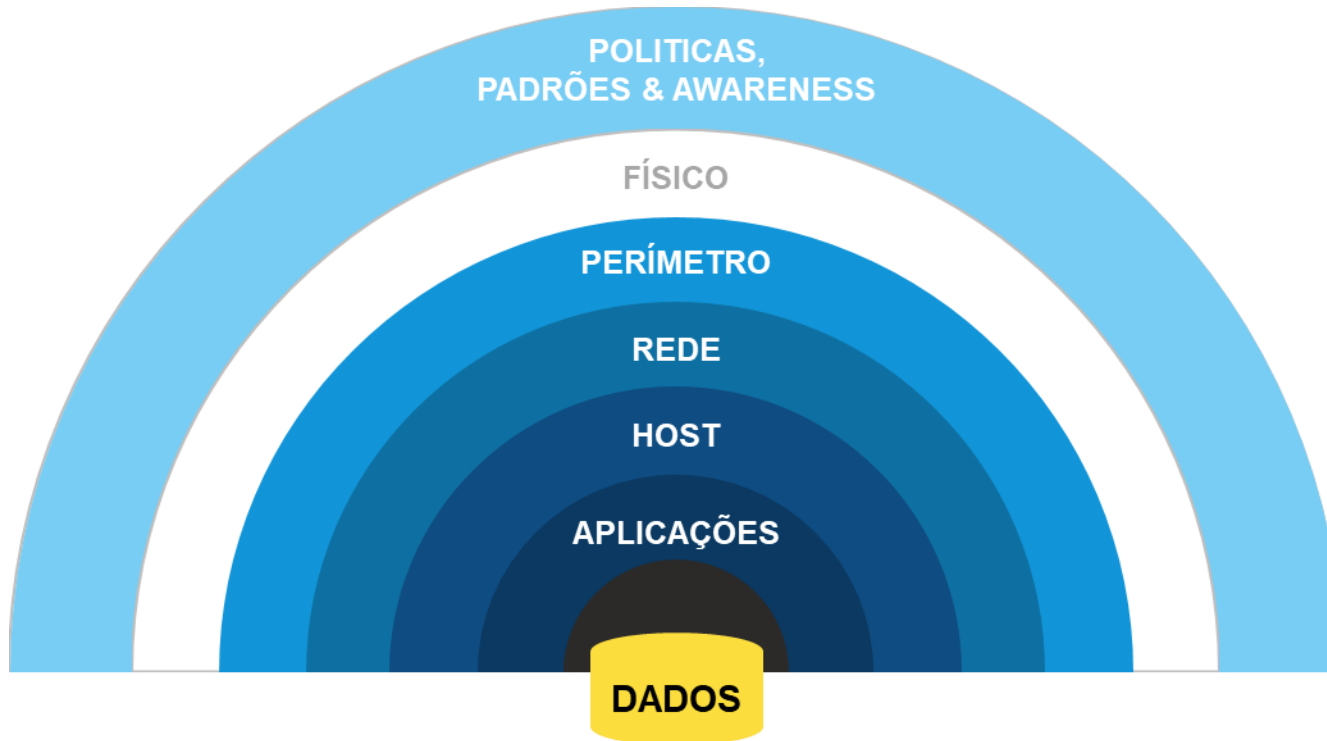 POLITICAS,
PADRÕES & AWARENESS
FÍSICO
PERÍMETRO
REDE
HOST
APLICAÇÕES
DADOS